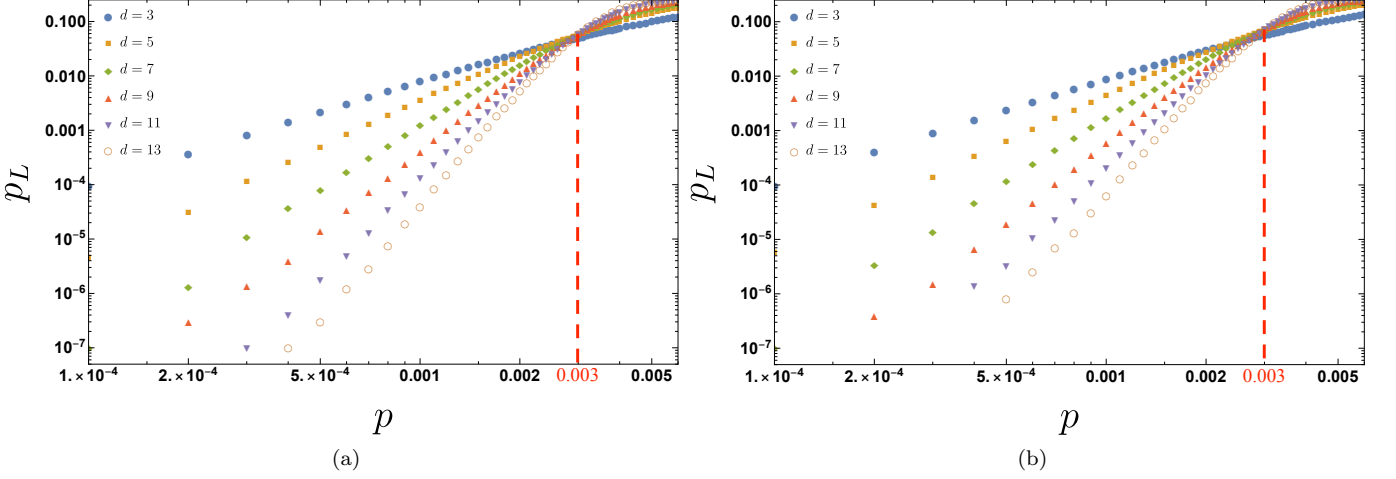 0.100
0.010
0.001
10⁻⁴
10⁻⁵
10⁻⁶
10⁻⁷
p_L
d = 3
d = 5
d = 7
d = 9
d = 11
d = 13
1.×10⁻⁴
2.×10⁻⁴
5.×10⁻⁴
0.001
0.002
0.003
0.005
p
(a)
0.100
0.010
0.001
10⁻⁴
10⁻⁵
10⁻⁶
10⁻⁷
p_L
d = 3
d = 5
d = 7
d = 9
d = 11
d = 13
1.×10⁻⁴
2.×10⁻⁴
5.×10⁻⁴
0.001
0.002
0.003
0.005
p
(b)